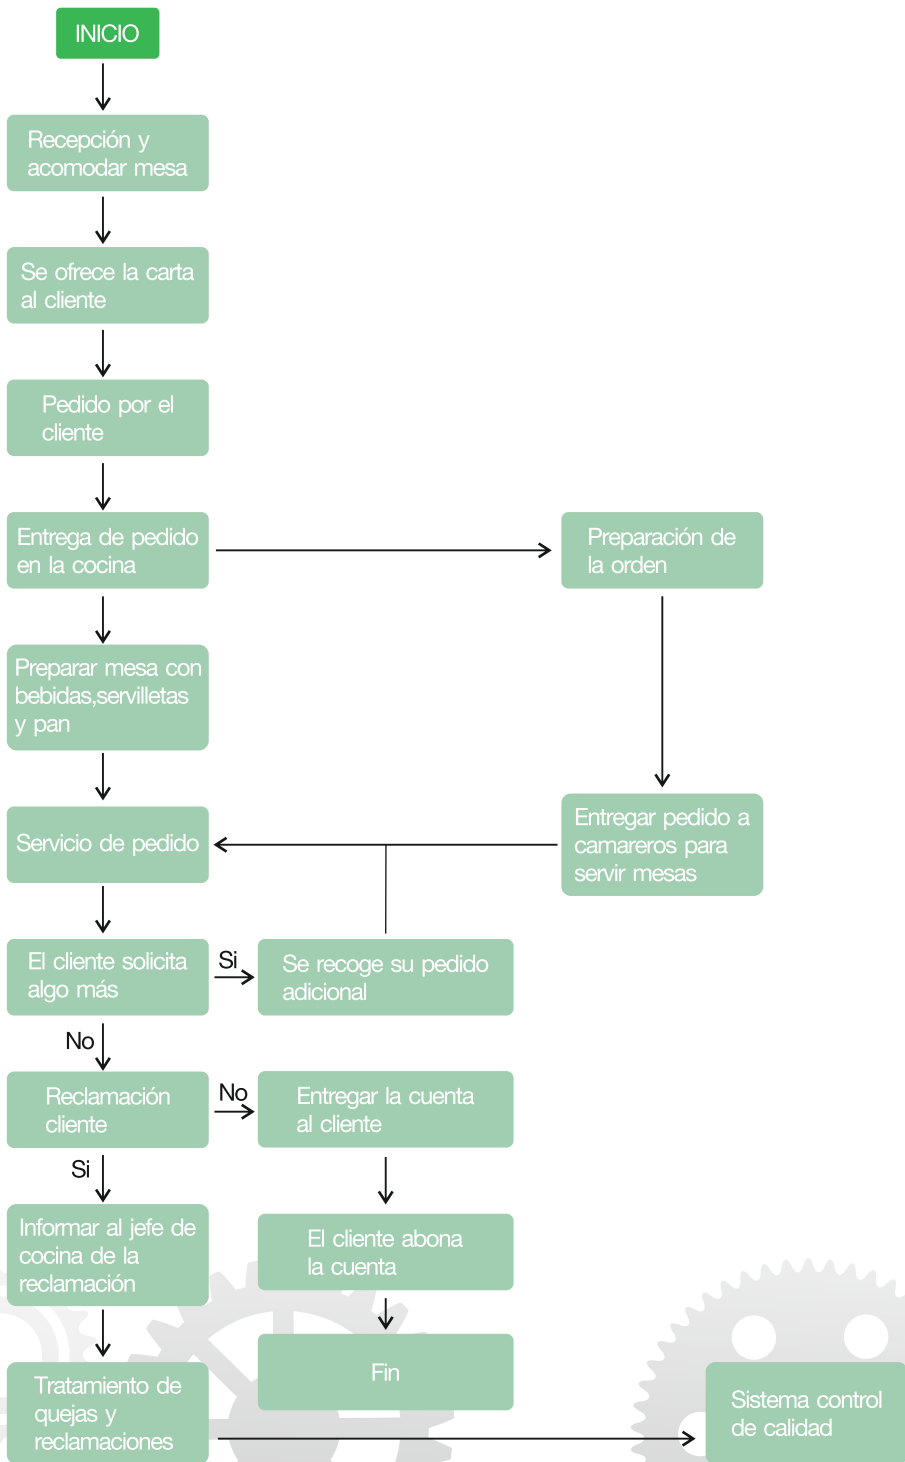 INICIO
Recepción y
acomodar mesa
Se ofrece la carta
al cliente
Pedido por el
cliente
Entrega de pedido
en la cocina
Preparación de
la orden
Preparar mesa con
bebidas,servilletas
y pan
Servicio de pedido
Entregar pedido a
camareros para
servir mesas
El cliente solicita
algo más
Si
Se recoge su pedido
adicional
No
Reclamación
cliente
No
Entregar la cuenta
al cliente
Si
Informar al jefe de
cocina de la
reclamación
El cliente abona
la cuenta
Fin
Tratamiento de
quejas y
reclamaciones
Sistema control
de calidad